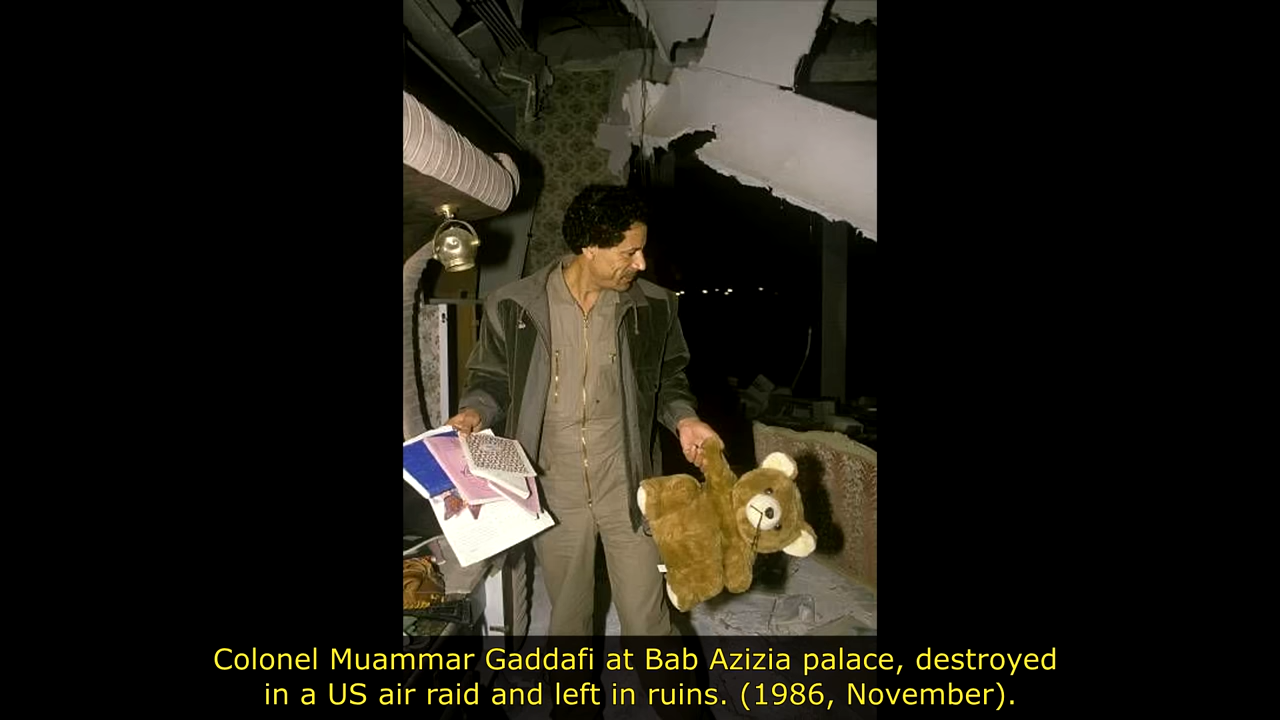 Colonel Muammar Gaddafi at Bab Azizia palace, destroyed
in a US air raid and left in ruins. (1986, November).